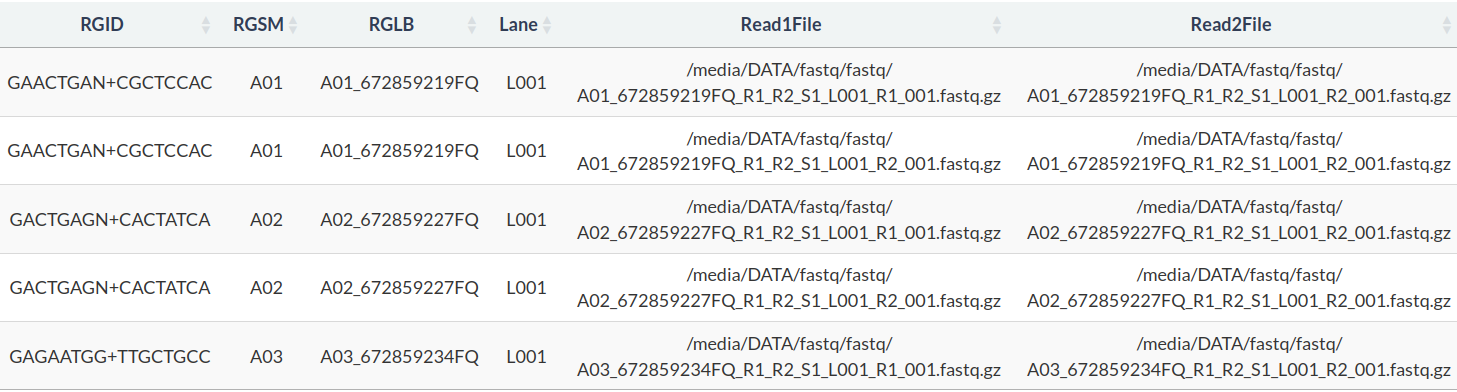 RGID RGSM RGLB Lane Read1File Read2File
/media/DATA/fastq/fastq/ /media/DATA/fastq/fastq/
GAACTGAN+CGCTCCAC A01 A01_672859219FQ L001
A01_672859219FQ_R1_R2_S1_L001_R1_001.fastq.gz A01_672859219FQ_R1_R2_S1_L001_R2_001.fastq.gz
/media/DATA/fastq/fastq/ /media/DATA/fastq/fastq/
GAACTGAN+CGCTCCAC A01 A01_672859219FQ L001
A01_672859219FQ_R1_R2_S1_L001_R2_001.fastq.gz A01_672859219FQ_R1_R2_S1_L001_R2_001.fastq.gz
/media/DATA/fastq/fastq/ /media/DATA/fastq/fastq/
GACTGAGN+CACTATCA A02 A02_672859227FQ L001
A02_672859227FQ_R1_R2_S1_L001_R1_001.fastq.gz A02_672859227FQ_R1_R2_S1_L001_R2_001.fastq.gz
/media/DATA/fastq/fastq/ /media/DATA/fastq/fastq/
GACTGAGN+CACTATCA A02 A02_672859227FQ L001
A02_672859227FQ_R1_R2_S1_L001_R2_001.fastq.gz A02_672859227FQ_R1_R2_S1_L001_R2_001.fastq.gz
/media/DATA/fastq/fastq/ /media/DATA/fastq/fastq/
GAGAATGG+TTGCTGCC A03 A03_672859234FQ L001
A03_672859234FQ_R1_R2_S1_L001_R1_001.fastq.gz A03_672859234FQ_R1_R2_S1_L001_R2_001.fastq.gz